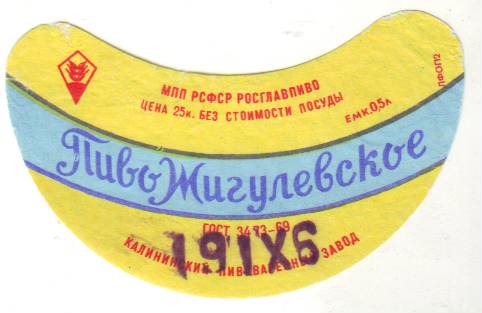 МПП РСФСР РОСГЛАВПИВО
ЦЕНА 25к. БЕЗ СТОИМОСТИ ПОСУДЫ
ЕМК.0,5л
ЛФОП2
Пиво Жигулевское
ГОСТ 3473-69
191X6
КАЛИНИНСКИЙ ПИВОВАРЕННЫЙ ЗАВОД